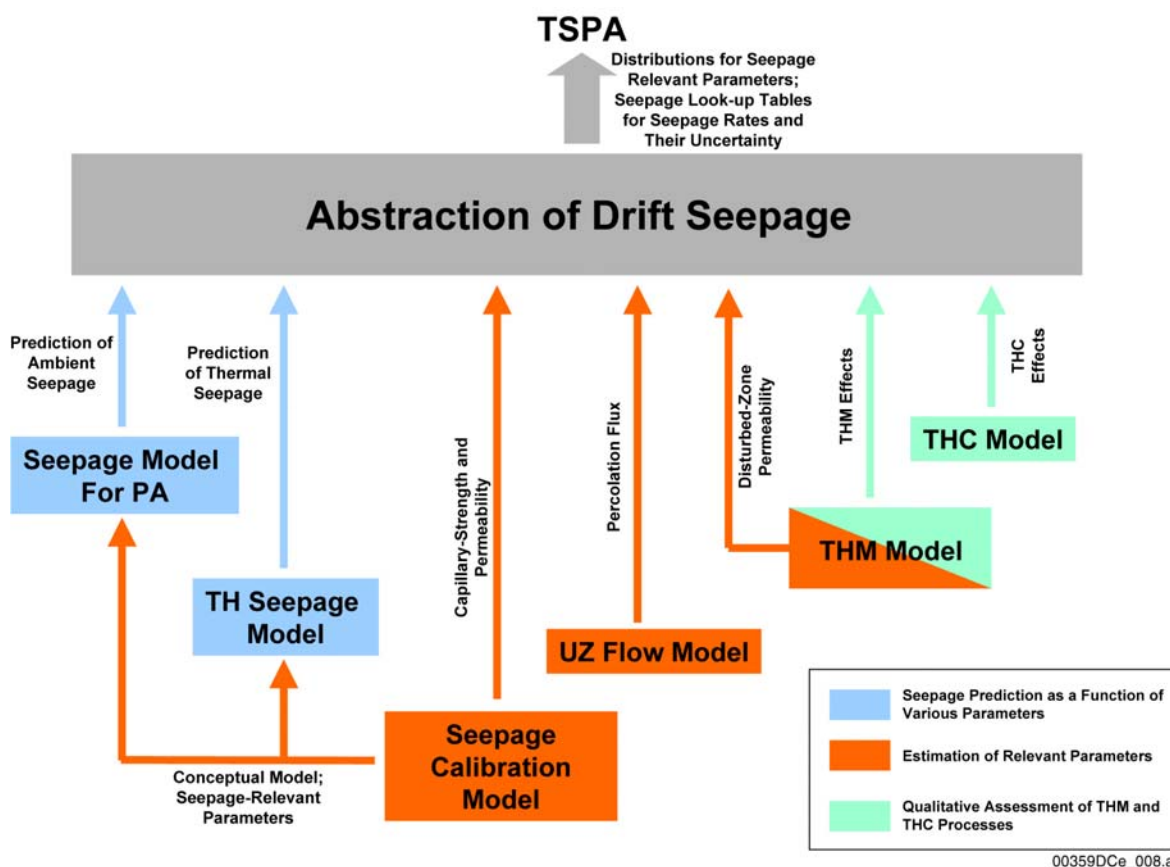 TSPA
Distributions for Seepage
Relevant Parameters;
Seepage Look-up Tables
for Seepage Rates and
Their Uncertainty
Abstraction of Drift Seepage
Prediction of
Ambient
Seepage
Prediction
of Thermal
Seepage
Capillary-Strength and
Permeability
Percolation Flux
Disturbed-Zone
Permeability
THM Effects
THC
Effects
Seepage Model
For PA
THC Model
THM Model
TH Seepage
Model
UZ Flow Model
Seepage
Calibration
Model
Conceptual Model;
Seepage-Relevant
Parameters
Seepage Prediction as a Function of
Various Parameters
Estimation of Relevant Parameters
Qualitative Assessment of THM and
THC Processes
00359DCe_008.a